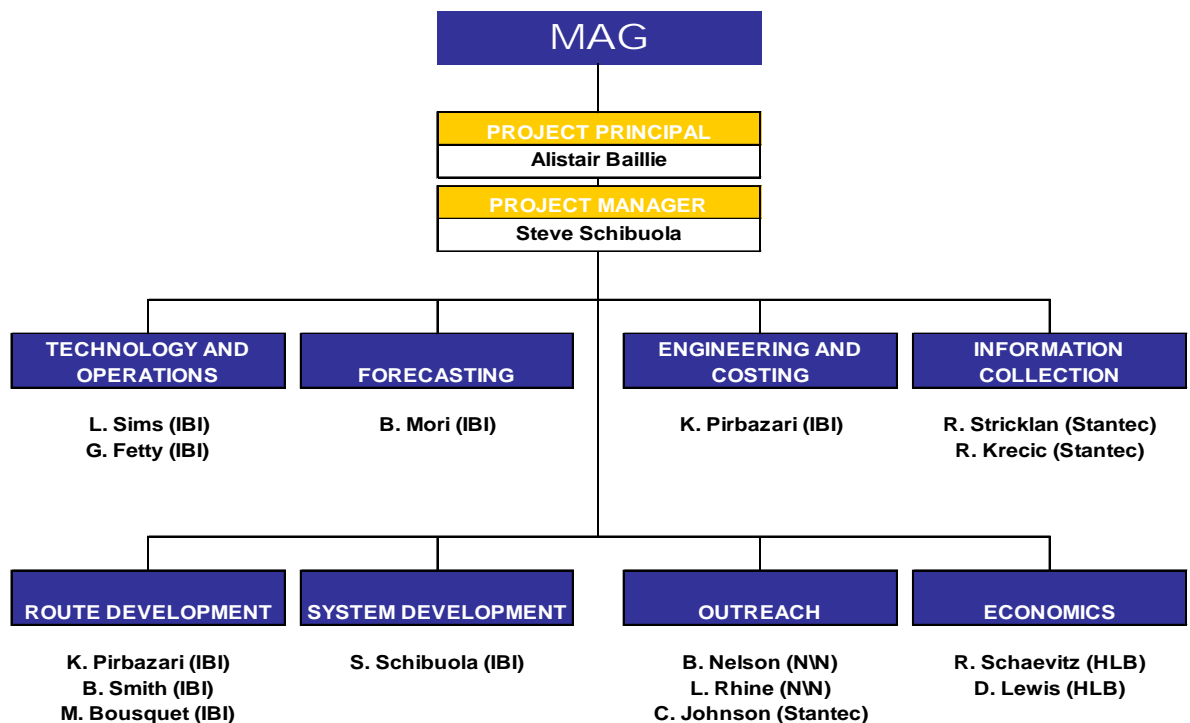 MAG
PROJECT PRINCIPAL
Alistair Baillie
PROJECT MANAGER
Steve Schibuola
TECHNOLOGY AND
OPERATIONS
L. Sims (IBI)
G. Fetty (IBI)
FORECASTING
B. Mori (IBI)
ENGINEERING AND
COSTING
K. Pirbazari (IBI)
INFORMATION
COLLECTION
R. Stricklan (Stantec)
R. Krecic (Stantec)
ROUTE DEVELOPMENT
K. Pirbazari (IBI)
B. Smith (IBI)
M. Bousquet (IBI)
SYSTEM DEVELOPMENT
S. Schibuola (IBI)
OUTREACH
B. Nelson (N\N)
L. Rhine (N\N)
C. Johnson (Stantec)
ECONOMICS
R. Schaevitz (HLB)
D. Lewis (HLB)